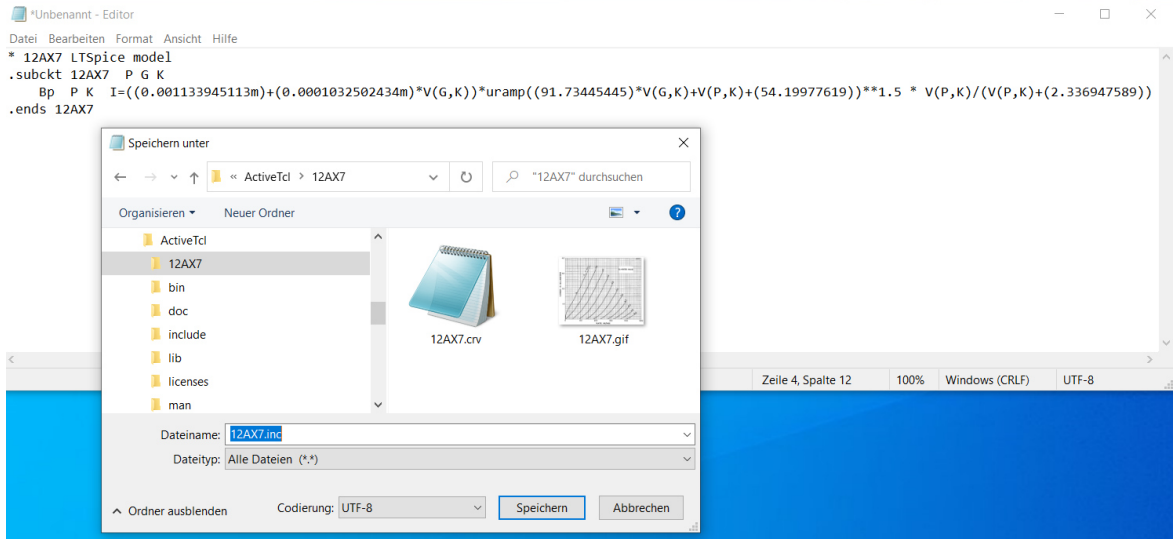 *Unbenannt - Editor
Datei Bearbeiten Format Ansicht Hilfe
* 12AX7 LTSpice model
.subckt 12AX7  P G K
    Bp  P K  I=((0.001133945113m)+(0.0001032502434m)*V(G,K))*uramp((91.73445445)*V(G,K)+V(P,K)+(54.19977619))**1.5 * V(P,K)/(V(P,K)+(2.336947589))
.ends 12AX7
Speichern unter
« ActiveTcl > 12AX7
"12AX7" durchsuchen
Organisieren
Neuer Ordner
ActiveTcl
12AX7
bin
doc
include
lib
licenses
man
12AX7.crv
12AX7.gif
Dateiname: 12AX7.inc
Dateityp: Alle Dateien (*.*)
Ordner ausblenden
Codierung: UTF-8
Speichern
Abbrechen
Zeile 4, Spalte 12
100%
Windows (CRLF)
UTF-8